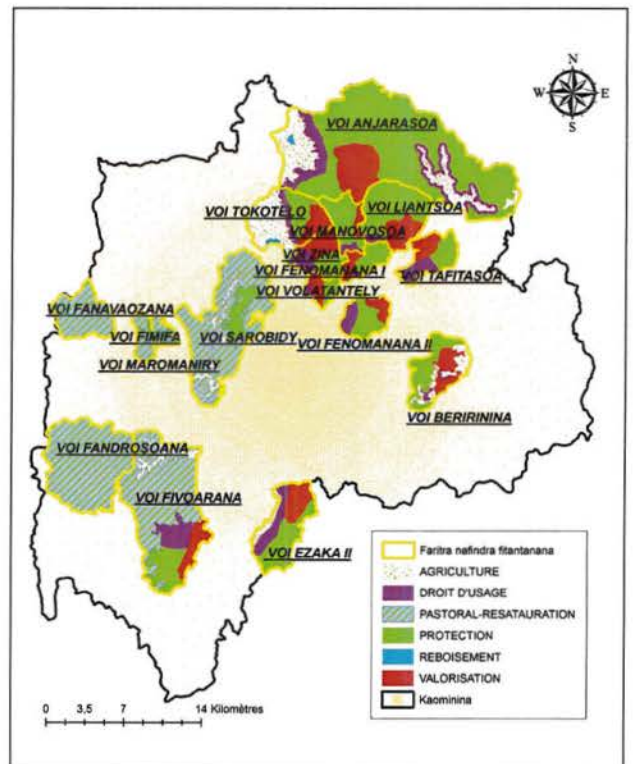 N
W E
S
VOI ANJARASOA
VOI TOKOTELO
VOI LIANTSOA
VOI MANOVOSOA
VOI ZINA
VOI FENOMANANA I
VOI TAFITASOA
VOI VOLATANTELY
VOI FANAVAOZANA
VOI FIMIFA
VOI SAROBIDY
VOI FENOMANANA II
VOI MAROMANIRY
VOI BERIRININA
VOI FANDROSOANA
VOI FIVOARANA
VOI EZAKA II
Faritra nafindra fitantanana
AGRICULTURE
DROIT D'USAGE
PASTORAL-RESATAURATION
PROTECTION
REBOISEMENT
VALORISATION
Kaominina
0 3,5 7 14 Kilomètres